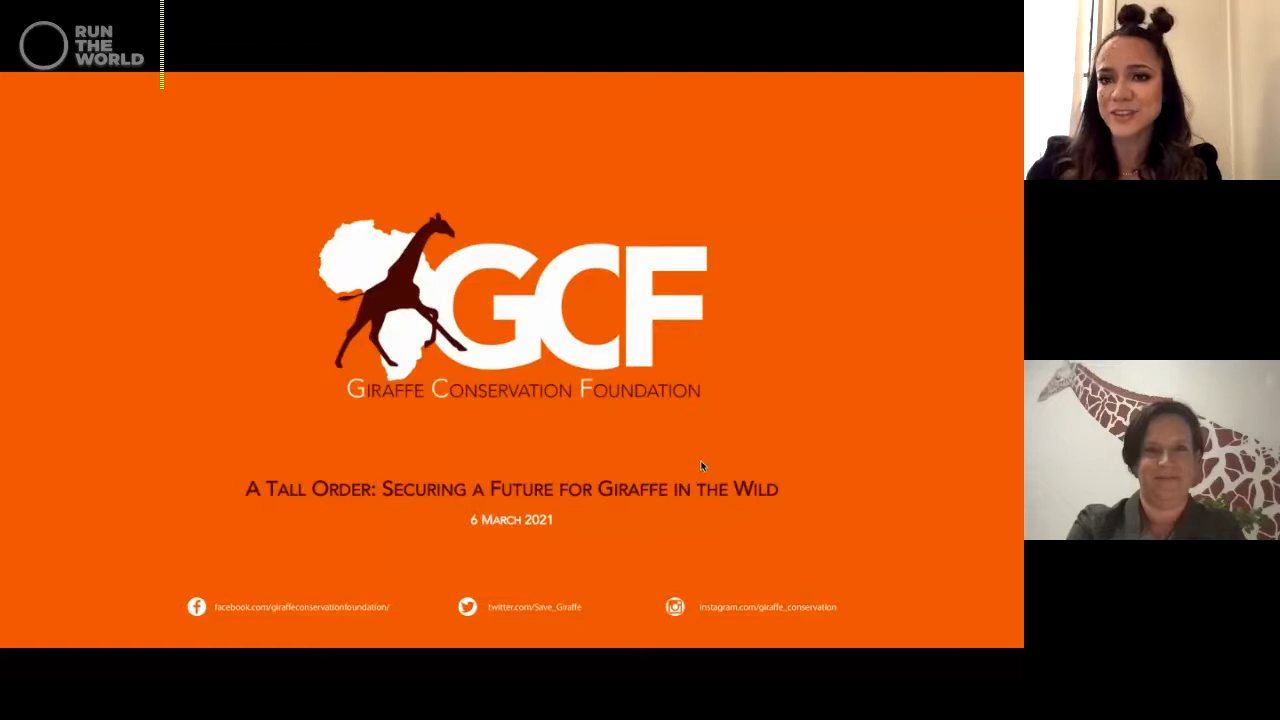 RUN
THE
WORLD
GCF
GIRAFFE CONSERVATION FOUNDATION
A TALL ORDER: SECURING A FUTURE FOR GIRAFFE IN THE WILD
6 MARCH 2021
facebook.com/giraffeconservationfoundation/
twitter.com/Save_Giraffe
instagram.com/giraffe_conservation